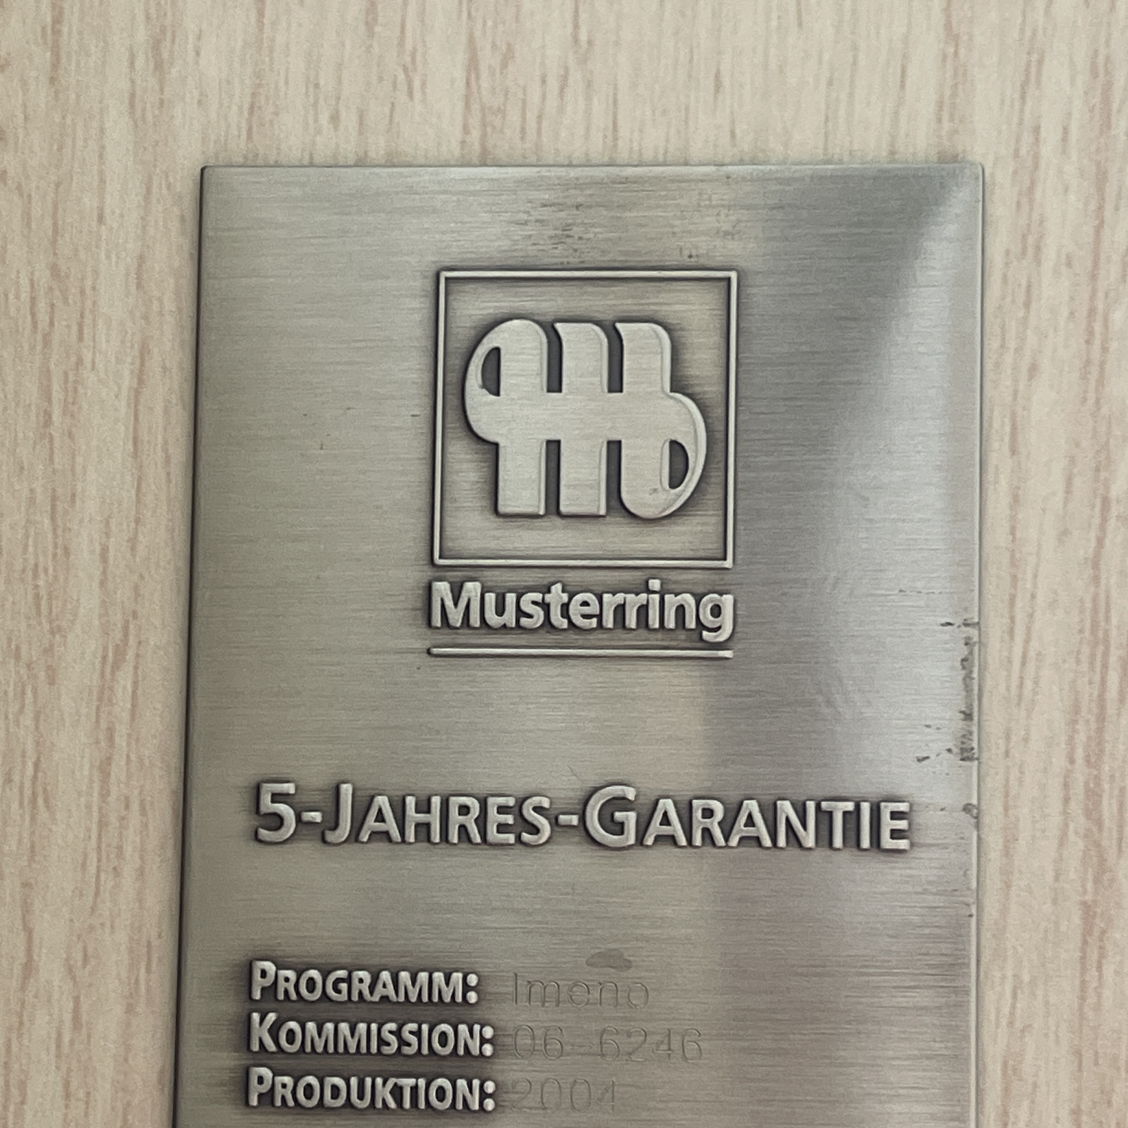 Musterring
5-JAHRES-GARANTIE
PROGRAMM: Imeno
KOMMISSION: 06-6246
PRODUKTION: 2004